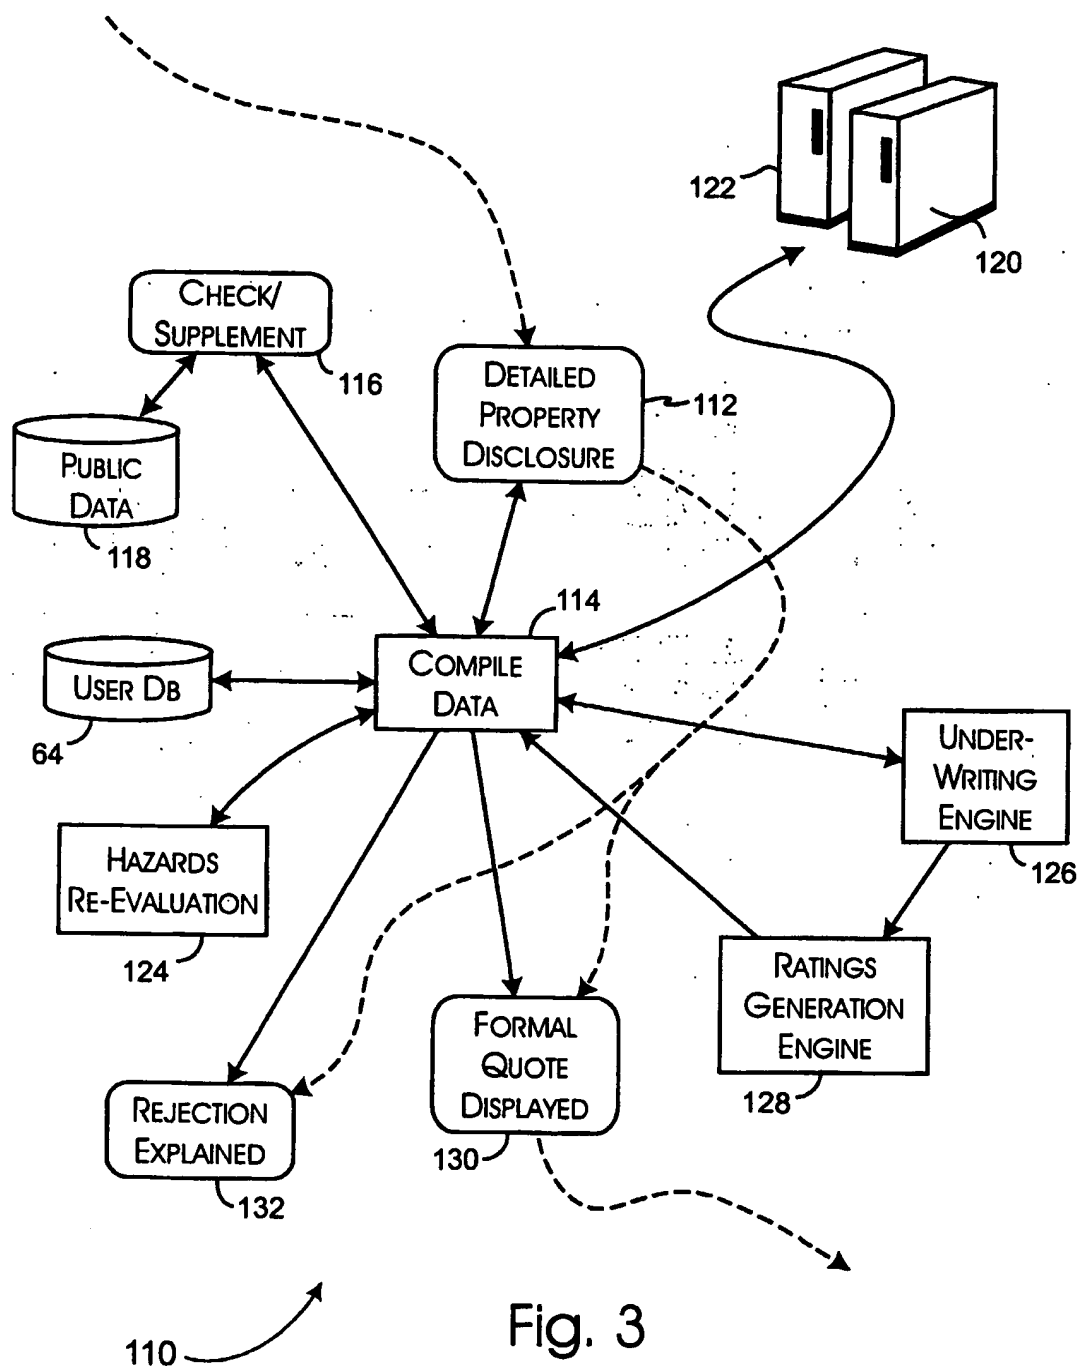 122
120
CHECK/
SUPPLEMENT
116
DETAILED
PROPERTY
DISCLOSURE
112
PUBLIC
DATA
118
114
COMPILE
DATA
USER DB
64
UNDER-
WRITING
ENGINE
126
HAZARDS
RE-EVALUATION
124
RATINGS
GENERATION
ENGINE
128
FORMAL
QUOTE
DISPLAYED
130
REJECTION
EXPLAINED
132
110
Fig. 3